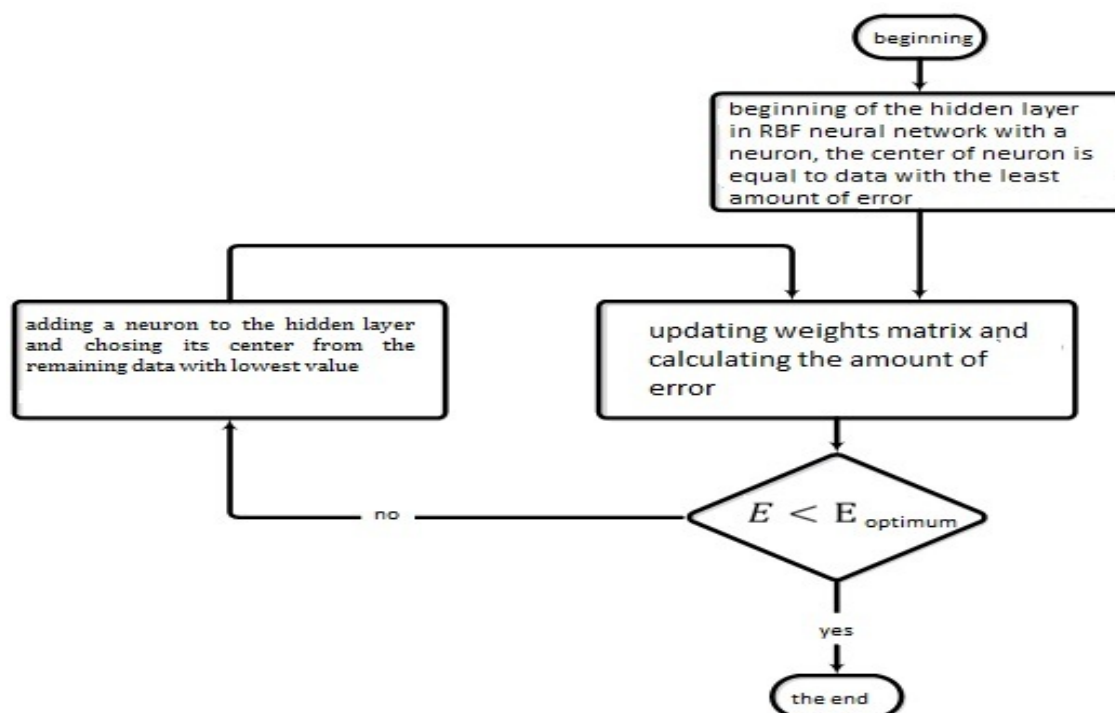 beginning
beginning of the hidden layer
in RBF neural network with a
neuron, the center of neuron is
equal to data with the least
amount of error
adding a neuron to the hidden layer
and chosing its center from the
remaining data with lowest value
updating weights matrix and
calculating the amount of
error
E < E optimum
no
yes
the end